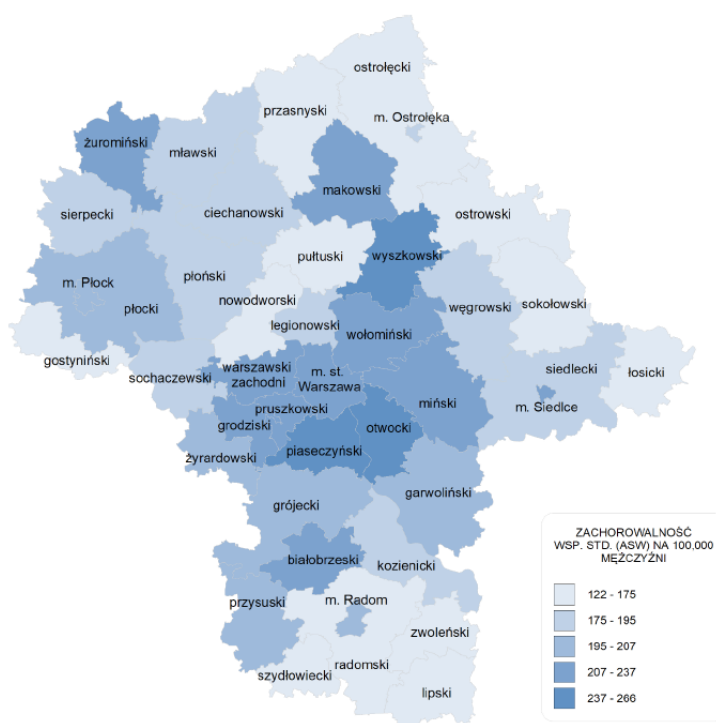 ostrołęcki
przasnyski
m. Ostrołęka
żuromiński
mławski
makowski
sierpecki
ciechanowski
ostrowski
pułtuski
wyszkowski
m. Płock
płoński
nowodworski
węgrowski
sokołowski
płocki
legionowski
wołomiński
gostyniński
sochaczewski
warszawski
zachodni
m. st.
Warszawa
siedlecki
łosicki
miński
m. Siedlce
pruszkowski
grodziski
otwocki
piaseczyński
żyrardowski
garwoliński
grójecki
białobrzeski
kozienicki
przysuski
m. Radom
zwoleński
radomski
szydłowiecki
lipski
ZACHOROWALNOŚĆ
WSP. STD. (ASW) NA 100,000
MĘŻCZYŹNI
122 - 175
175 - 195
195 - 207
207 - 237
237 - 266